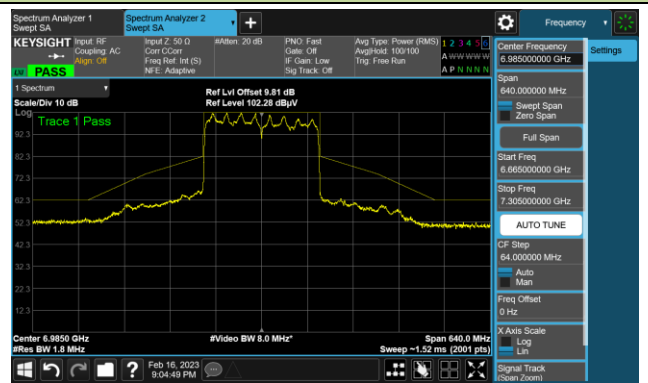 Spectrum Analyzer 1
Swept SA
Spectrum Analyzer 2
Swept SA
+
Frequency
KEYSIGHT
Input: RF
Coupling: AC
Align: Off
Input Z: 50 Ω
Corr CCorr
Freq Ref: Int (S)
NFE: Adaptive
#Atten: 20 dB
PNO: Fast
Gate: Off
IF Gain: Low
Sig Track: Off
Avg Type: Power (RMS)
Avg|Hold: 100/100
Trig: Free Run
1 2 3 4 5 6
A W W W W W
A P N N N N
PASS
1 Spectrum
Scale/Div 10 dB
Log
Ref Lvl Offset 9.81 dB
Ref Level 102.28 dBµV
Trace 1 Pass
92.3
82.3
72.3
62.3
52.3
42.3
32.3
22.3
12.3
Center 6.9850 GHz
#Res BW 1.8 MHz
#Video BW 8.0 MHz*
Span 640.0 MHz
Sweep ~1.52 ms (2001 pts)
Feb 16, 2023
9:04:49 PM
?
Center Frequency
6.985000000 GHz
Settings
Span
640.000000 MHz
Swept Span
Zero Span
Full Span
Start Freq
6.665000000 GHz
Stop Freq
7.305000000 GHz
AUTO TUNE
CF Step
64.000000 MHz
Auto
Man
Freq Offset
0 Hz
X Axis Scale
Log
Lin
Signal Track
(Span Zoom)